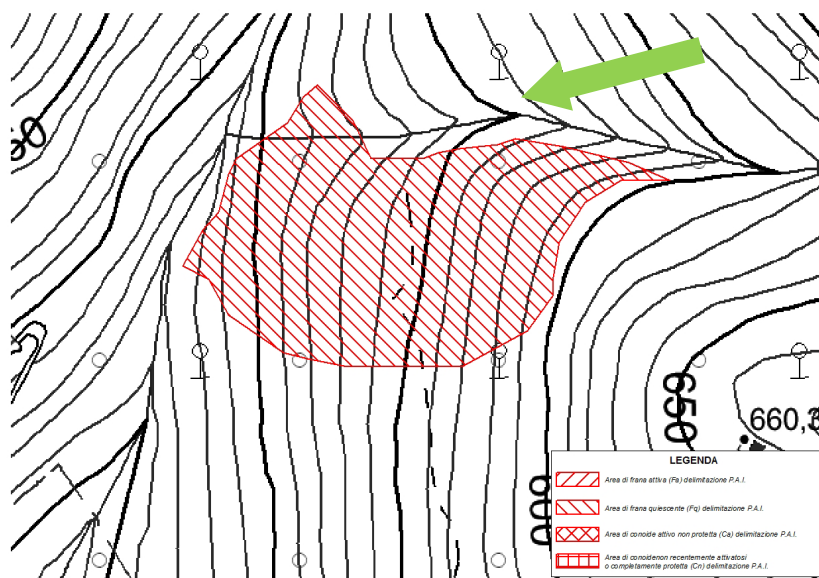 650
660,3
600
LEGENDA
Area di frana attiva (Fa) delimitazione P.A.I.
Area di frana quiescente (Fq) delimitazione P.A.I.
Area di conoide attivo non protetta (Ca) delimitazione P.A.I.
Area di conoidenon recentemente attivatosi
o completamente protetta (Cn) delimitazione P.A.I.